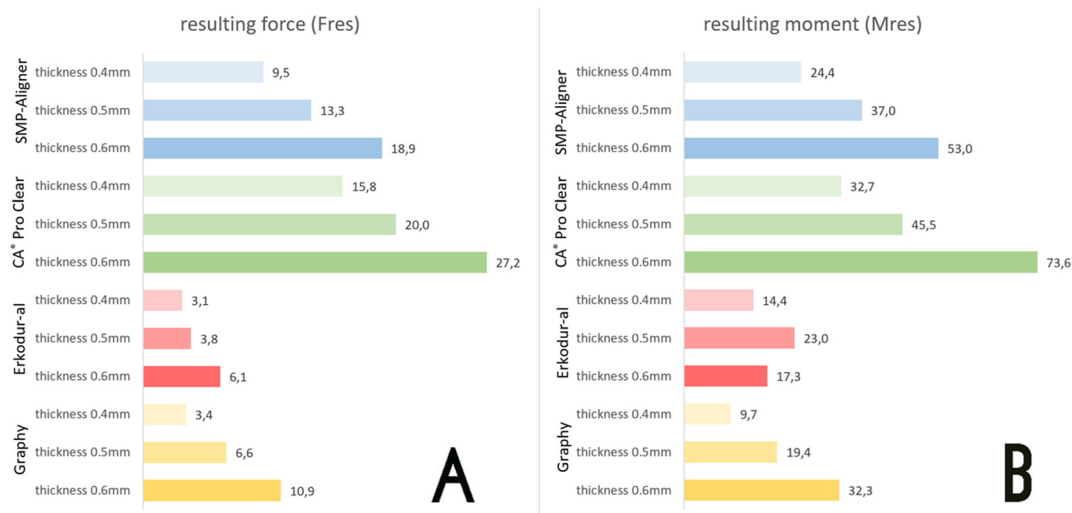 resulting force (Fres)
SMP-Aligner
thickness 0.4mm 9,5
thickness 0.5mm 13,3
thickness 0.6mm 18,9
CA® Pro Clear
thickness 0.4mm 15,8
thickness 0.5mm 20,0
thickness 0.6mm 27,2
Erkodur-al
thickness 0.4mm 3,1
thickness 0.5mm 3,8
thickness 0.6mm 6,1
Graphy
thickness 0.4mm 3,4
thickness 0.5mm 6,6
thickness 0.6mm 10,9
A
resulting moment (Mres)
SMP-Aligner
thickness 0.4mm 24,4
thickness 0.5mm 37,0
thickness 0.6mm 53,0
CA® Pro Clear
thickness 0.4mm 32,7
thickness 0.5mm 45,5
thickness 0.6mm 73,6
Erkodur-al
thickness 0.4mm 14,4
thickness 0.5mm 23,0
thickness 0.6mm 17,3
Graphy
thickness 0.4mm 9,7
thickness 0.5mm 19,4
thickness 0.6mm 32,3
B